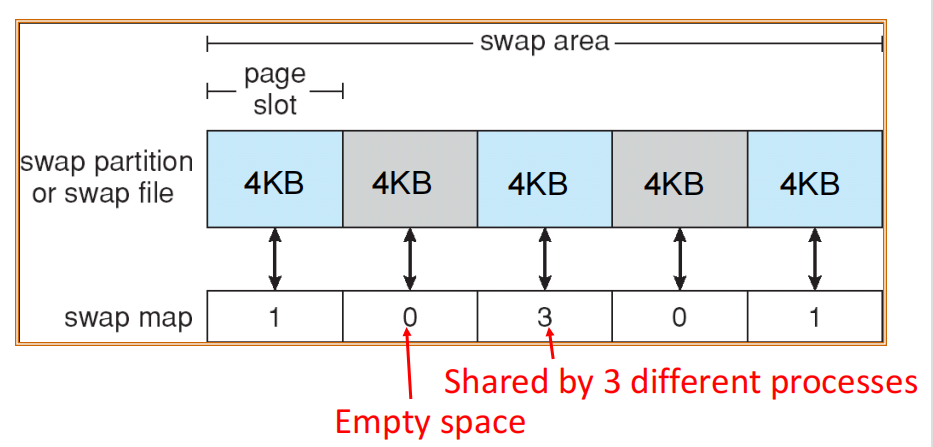 swap area
page
slot
swap partition
or swap file
4KB 4KB 4KB 4KB 4KB
swap map 1 0 3 0 1
Shared by 3 different processes
Empty space